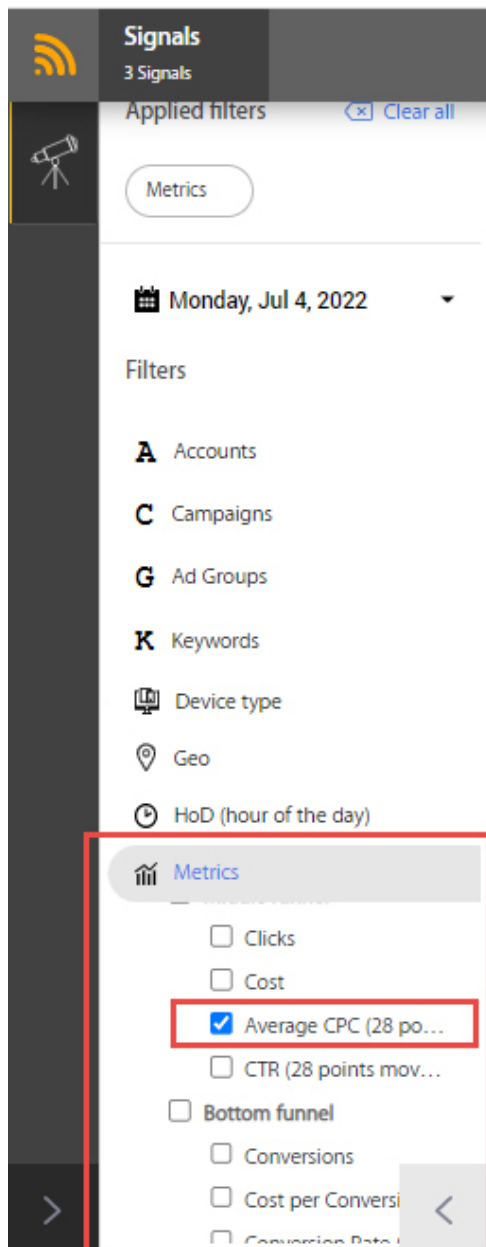 Signals
3 Signals
Applied filters Clear all
Metrics
Monday, Jul 4, 2022
Filters
A Accounts
C Campaigns
G Ad Groups
K Keywords
Device type
Geo
HoD (hour of the day)
Metrics
Clicks
Cost
Average CPC (28 po...
CTR (28 points mov...
Bottom funnel
Conversions
Cost per Conversi
Conversion Rate